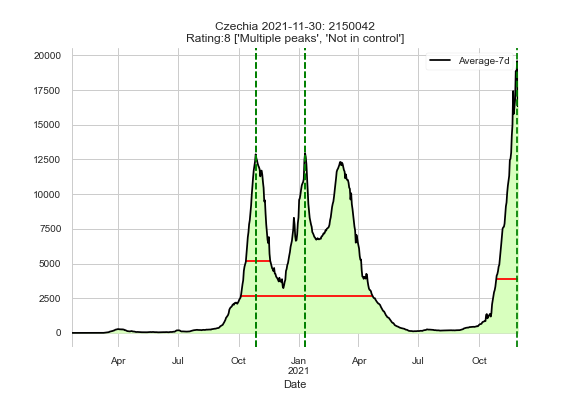 Czechia 2021-11-30: 2150042
Rating:8 ['Multiple peaks', 'Not in control']
Average-7d
20000
17500
15000
12500
10000
7500
5000
2500
0
Apr Jul Oct Jan Apr Jul Oct
2021
Date